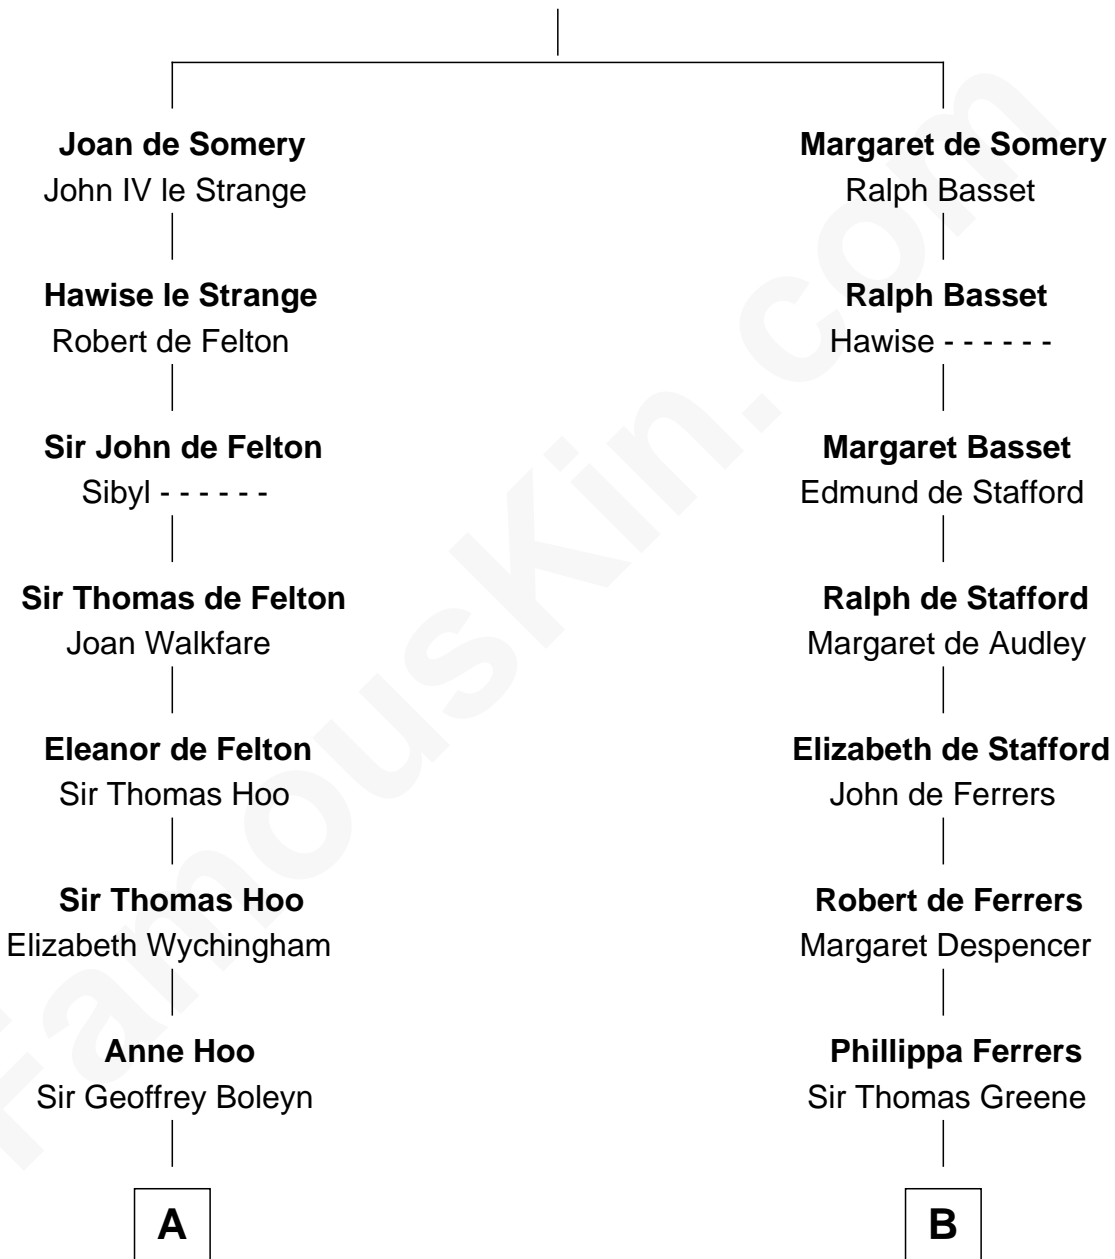 Joan de Somery
John IV le Strange
Hawise le Strange
Robert de Felton
Sir John de Felton
Sibyl - - - - - -
Sir Thomas de Felton
Joan Walkfare
Eleanor de Felton
Sir Thomas Hoo
Sir Thomas Hoo
Elizabeth Wychingham
Anne Hoo
Sir Geoffrey Boleyn
A
Margaret de Somery
Ralph Basset
Ralph Basset
Hawise - - - - - -
Margaret Basset
Edmund de Stafford
Ralph de Stafford
Margaret de Audley
Elizabeth de Stafford
John de Ferrers
Robert de Ferrers
Margaret Despencer
Phillippa Ferrers
Sir Thomas Greene
B
FamousKin.com